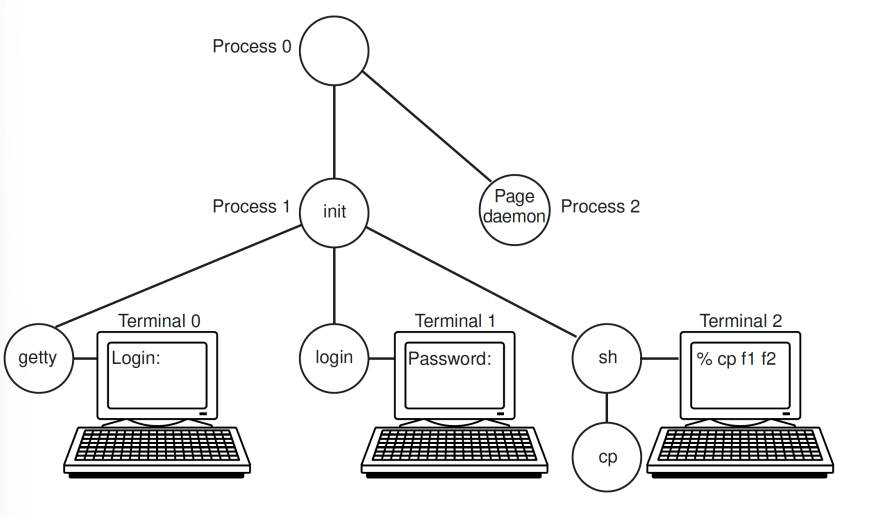 Process 0
Page
daemon
Process 2
Process 1
init
Terminal 0
Terminal 1
Terminal 2
getty
Login:
login
Password:
sh
% cp f1 f2
cp